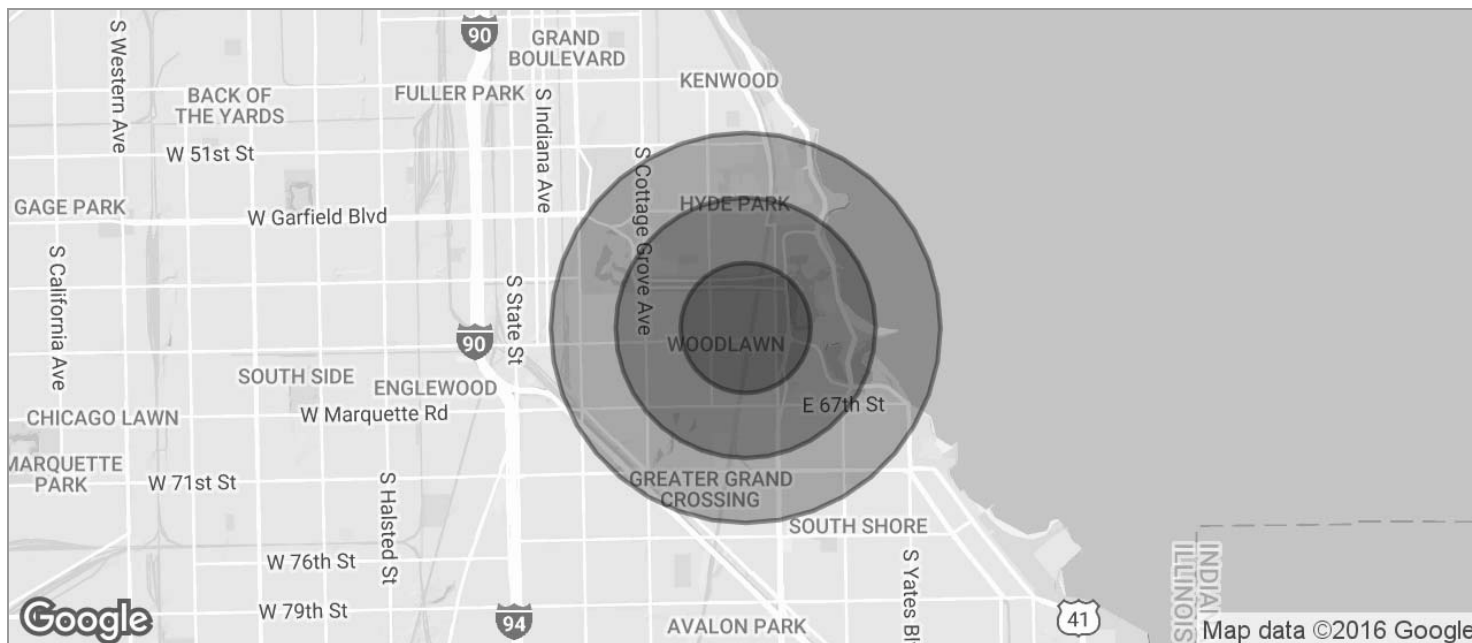 S Western Ave
90
GRAND
BOULEVARD
KENWOOD
FULLER PARK
BACK OF
THE YARDS
S Indiana Ave
W 51st St
S Cottage Grove Ave
GAGE PARK
W Garfield Blvd
HYDE PARK
S California Ave
S State St
90
WOODLAWN
SOUTH SIDE
ENGLEWOOD
E 67th St
CHICAGO LAWN
W Marquette Rd
MARQUETTE
PARK
W 71st St
S Halsted St
GREATER GRAND
CROSSING
SOUTH SHORE
W 76th St
S Yates Bl
INDIA
ILLINOIS
Google
W 79th St
94
AVALON PARK
41
Map data ©2016 Google